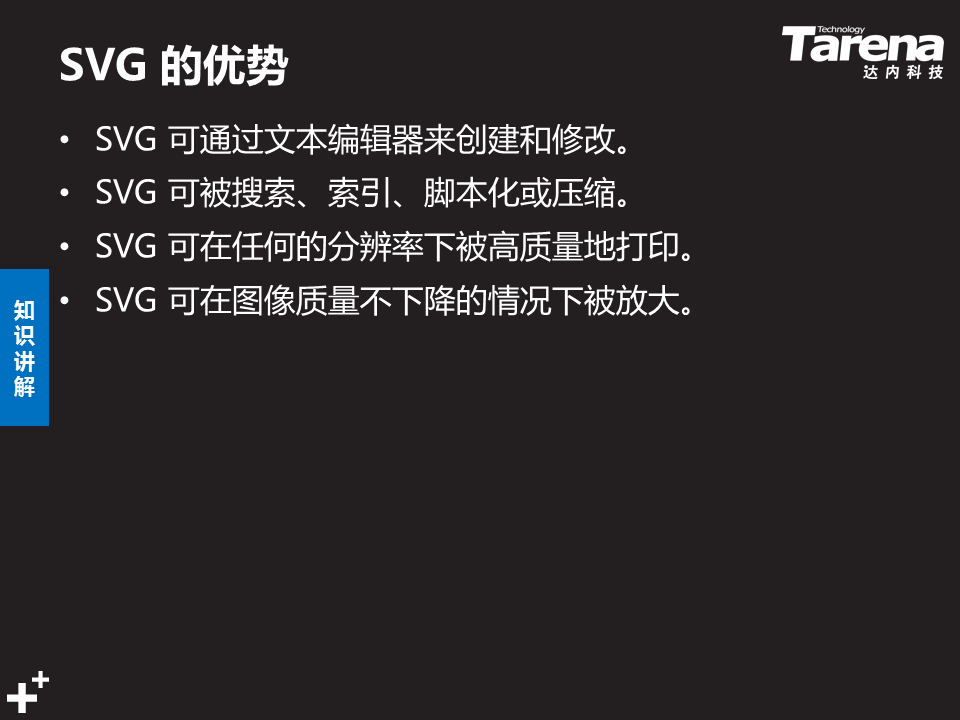 SVG 的优势
Technology
Tarena
达内科技
• SVG 可通过文本编辑器来创建和修改。
• SVG 可被搜索、索引、脚本化或压缩。
• SVG 可在任何的分辨率下被高质量地打印。
• SVG 可在图像质量不下降的情况下被放大。
知
识
讲
解